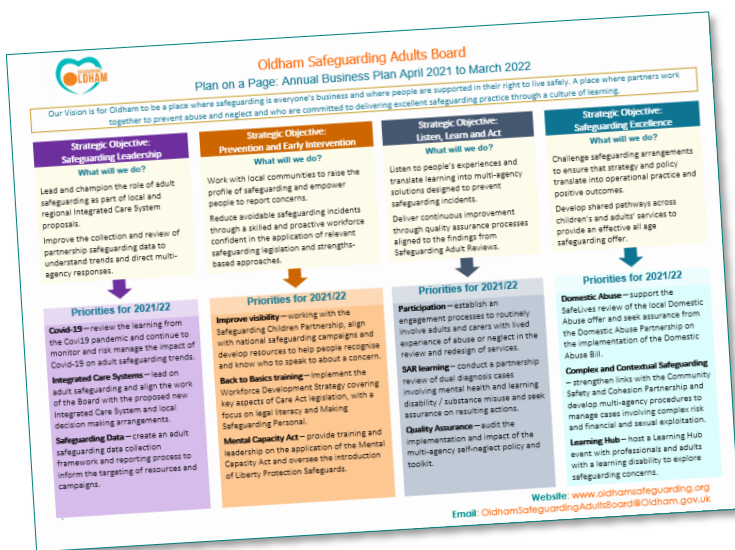 OLDHAM
Oldham Safeguarding Adults Board
Plan on a Page: Annual Business Plan April 2021 to March 2022
Our Vision is for Oldham to be a place where safeguarding is everyone's business and where people are supported in their right to live safely. A place where partners work
together to prevent abuse and neglect and who are committed to delivering excellent safeguarding practice through a culture of learning.
Strategic Objective:
Safeguarding Leadership
What will we do?
Lead and champion the role of adult
safeguarding as part of local and
regional Integrated Care System
proposals.
Improve the collection and review of
partnership safeguarding data to
understand trends and direct multi-
agency responses.
Priorities for 2021/22
Covid-19 – review the learning from
the Covi19 pandemic and continue to
monitor and risk manage the impact of
Covid-19 on adult safeguarding trends.
Integrated Care Systems – lead on
adult safeguarding and align the work
of the Board with the proposed new
Integrated Care System and local
decision making arrangements.
Safeguarding Data – create an adult
safeguarding data collection
framework and reporting process to
inform the targeting of resources and
campaigns.
Strategic Objective:
Prevention and Early Intervention
What will we do?
Work with local communities to raise the
profile of safeguarding and empower
people to report concerns.
Reduce avoidable safeguarding incidents
through a skilled and proactive workforce
confident in the application of relevant
safeguarding legislation and strengths-
based approaches.
Priorities for 2021/22
Improve visibility – working with the
Safeguarding Children Partnership, align
with national safeguarding campaigns and
develop resources to help people recognise
and know who to speak to about a concern.
Back to Basics training – Implement the
Workforce Development Strategy covering
key aspects of Care Act legislation, with a
focus on legal literacy and Making
Safeguarding Personal.
Mental Capacity Act – provide training and
leadership on the application of the Mental
Capacity Act and oversee the introduction
of Liberty Protection Safeguards.
Strategic Objective:
Listen, Learn and Act
What will we do?
Listen to people's experiences and
translate learning into multi-agency
solutions designed to prevent
safeguarding incidents.
Deliver continuous improvement
through quality assurance processes
aligned to the findings from
Safeguarding Adult Reviews.
Priorities for 2021/22
Participation – establish an
engagement processes to routinely
involve adults and carers with lived
experience of abuse or neglect in the
review and redesign of services.
SAR learning – conduct a partnership
review of dual diagnosis cases
involving mental health and learning
disability / substance misuse and seek
assurance on resulting actions.
Quality Assurance – audit the
implementation and impact of the
multi-agency self-neglect policy and
toolkit.
Strategic Objective:
Safeguarding Excellence
What will we do?
Challenge safeguarding arrangements
to ensure that strategy and policy
translate into operational practice and
positive outcomes.
Develop shared pathways across
children's and adults' services to
provide an effective all age
safeguarding offer.
Priorities for 2021/22
Domestic Abuse – support the
SafeLives review of the local Domestic
Abuse offer and seek assurance from
the Domestic Abuse Partnership on
the implementation of the Domestic
Abuse Bill.
Complex and Contextual Safeguarding
– strengthen links with the Community
Safety and Cohesion Partnership and
develop multi-agency procedures to
manage cases involving complex risk
and financial and sexual exploitation.
Learning Hub – host a Learning Hub
event with professionals and adults
with a learning disability to explore
safeguarding concerns.
Website: www.oldhamsafeguarding.org
Email: OldhamSafeguardingAdultsBoard@Oldham.gov.uk